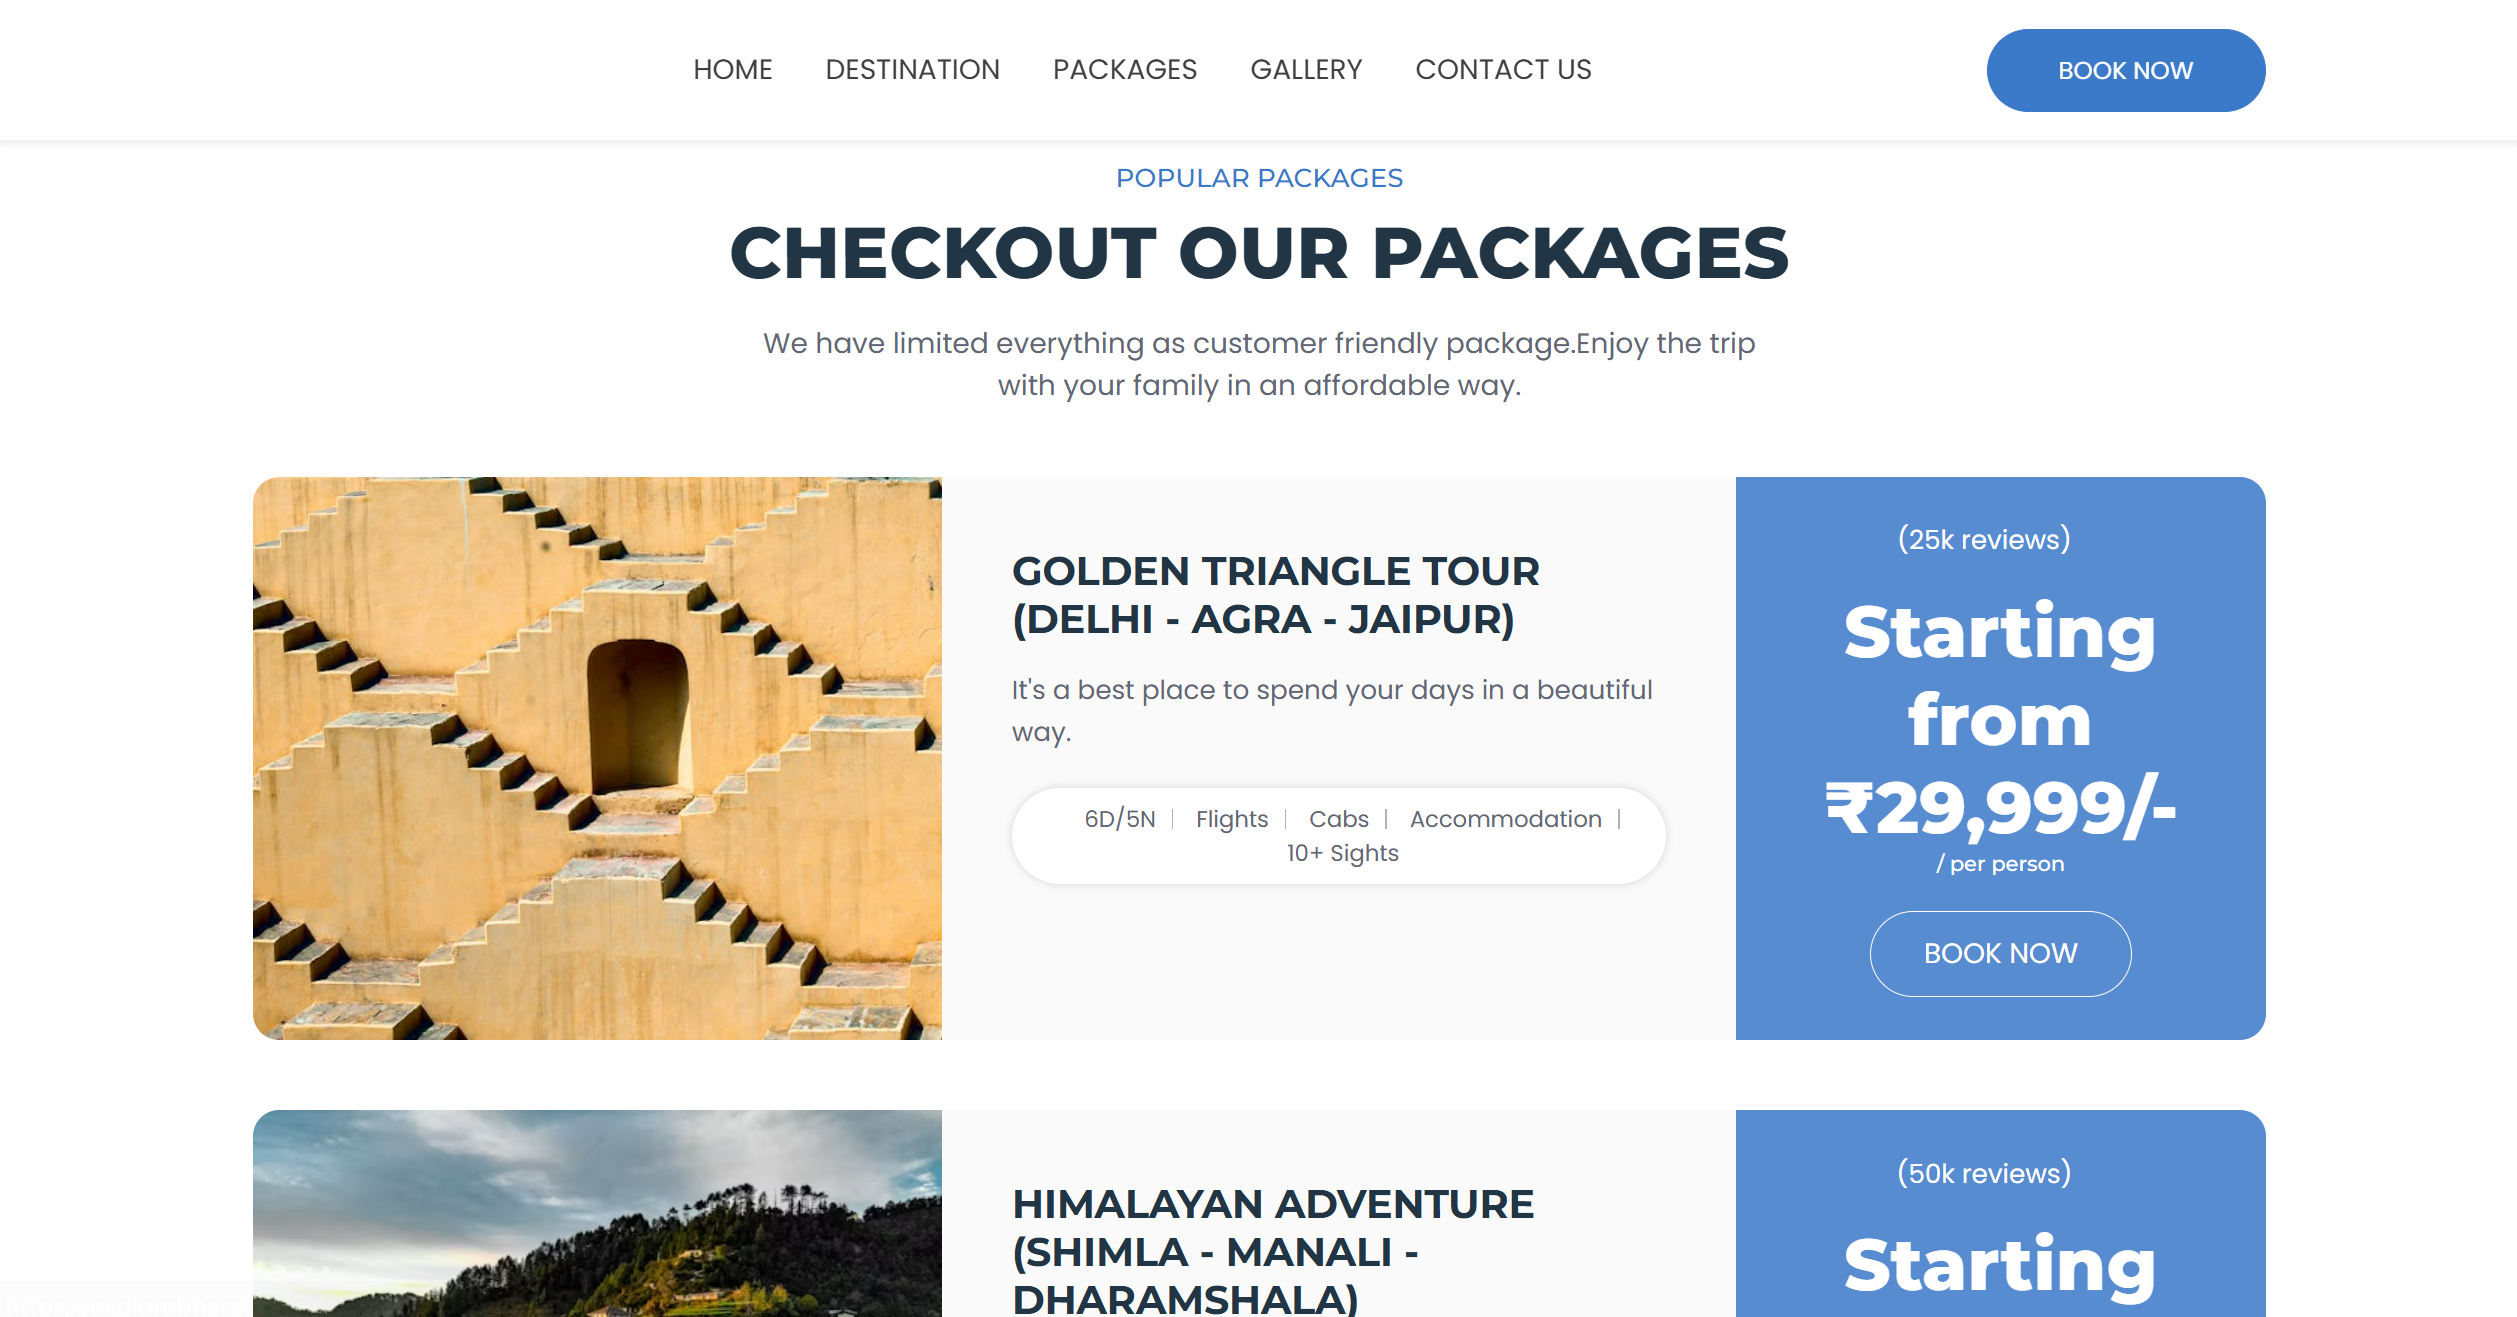 HOME DESTINATION PACKAGES GALLERY CONTACT US BOOK NOW
POPULAR PACKAGES
CHECKOUT OUR PACKAGES
We have limited everything as customer friendly package.Enjoy the trip
with your family in an affordable way.
GOLDEN TRIANGLE TOUR
(DELHI - AGRA - JAIPUR)
It's a best place to spend your days in a beautiful
way.
6D/5N | Flights | Cabs | Accommodation |
10+ Sights
(25k reviews)
Starting
from
₹29,999/-
/ per person
BOOK NOW
HIMALAYAN ADVENTURE
(SHIMLA - MANALI -
DHARAMSHALA)
(50k reviews)
Starting